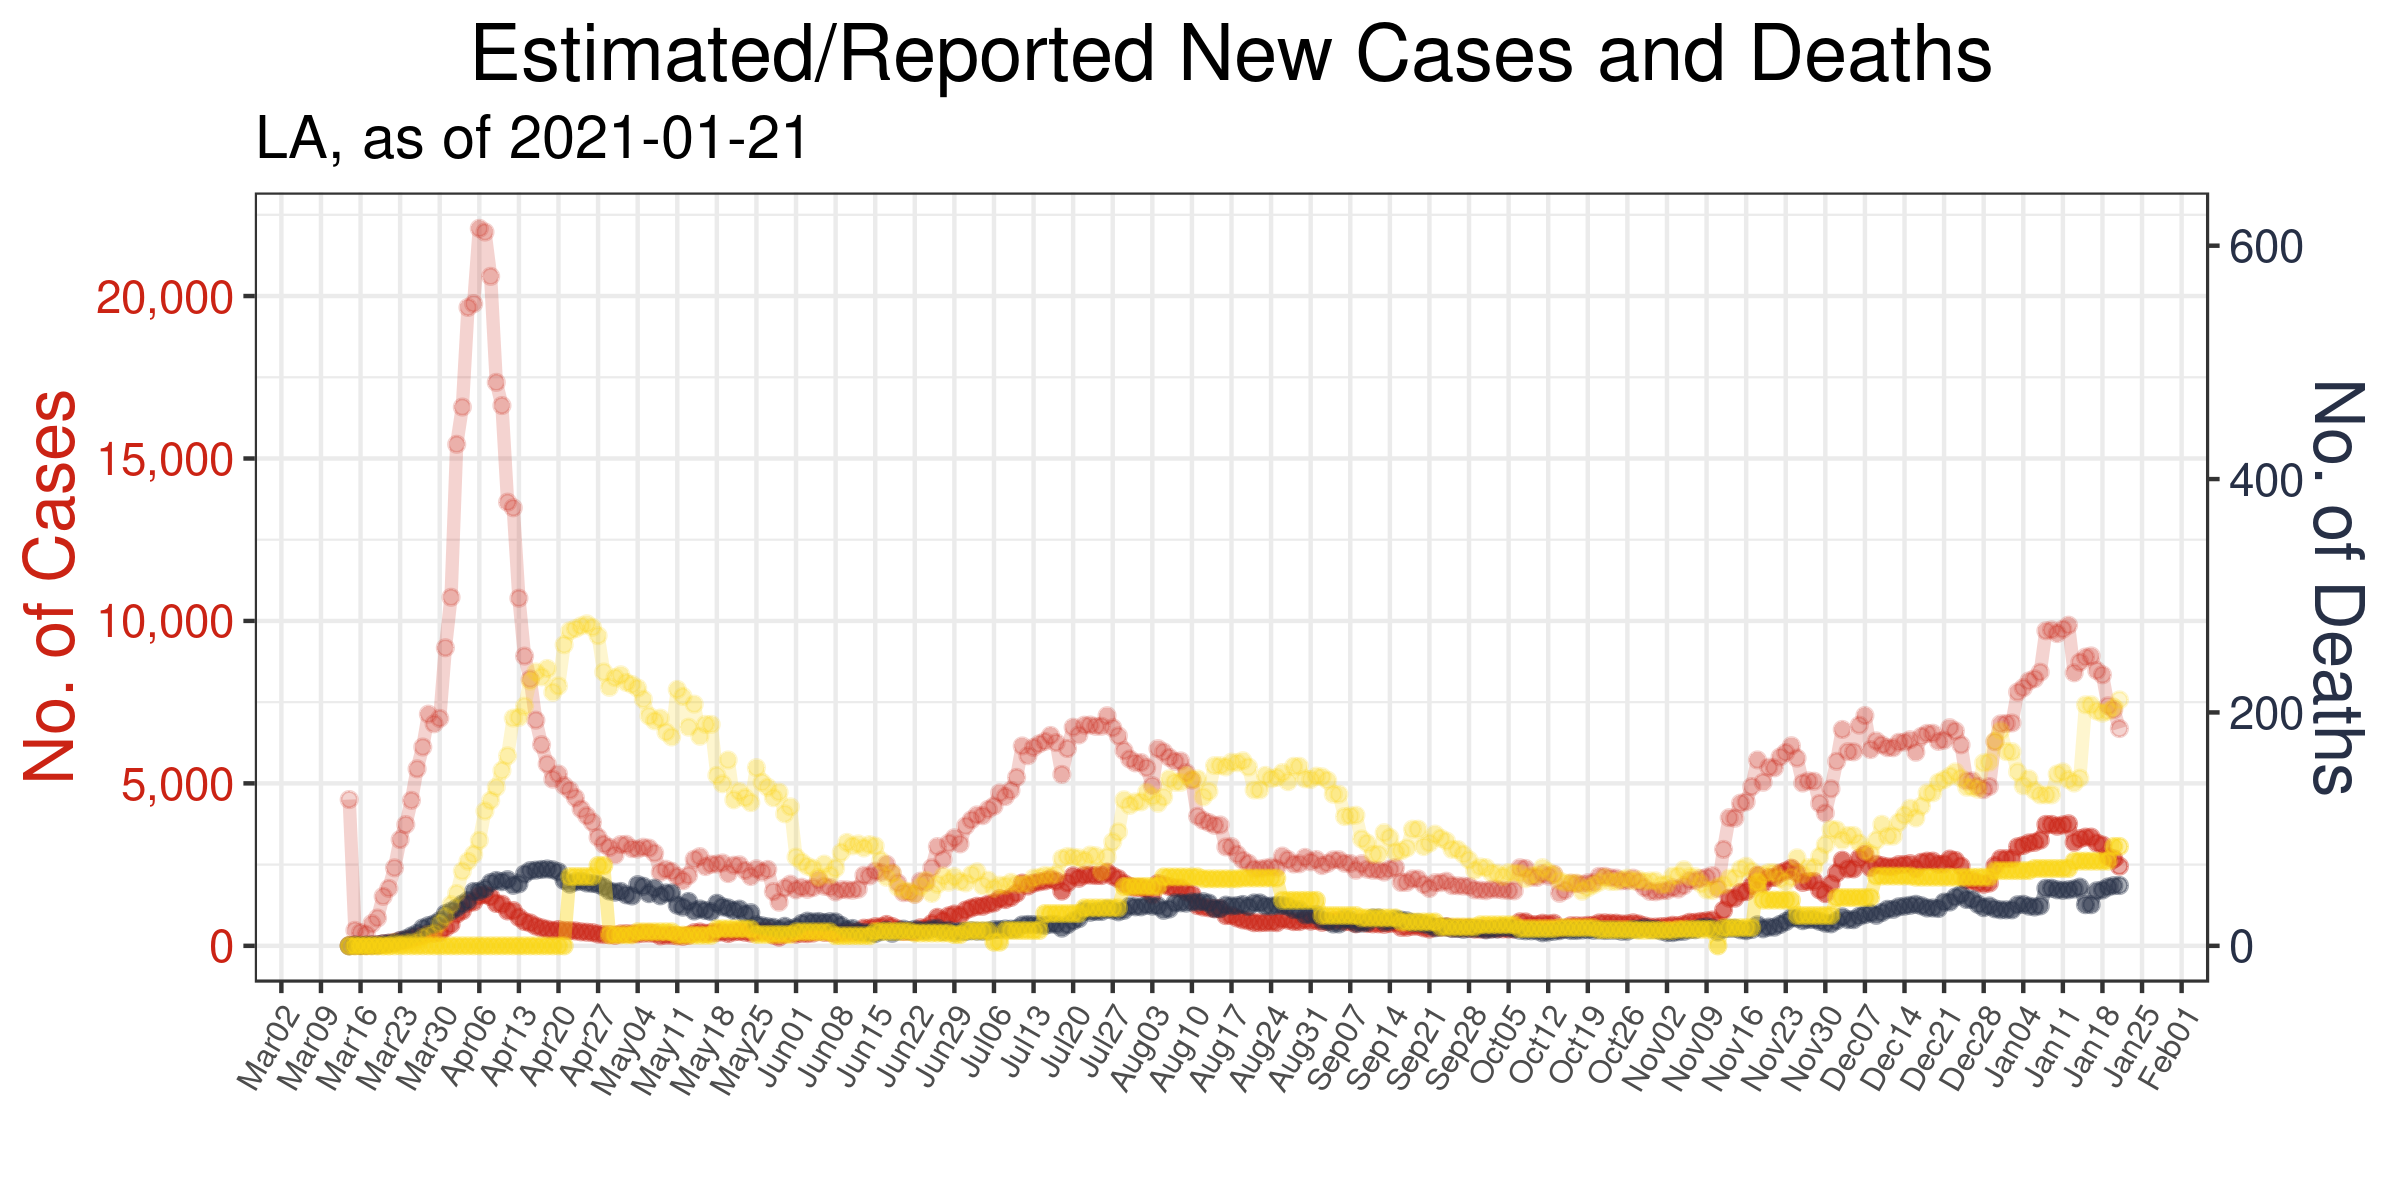 Estimated/Reported New Cases and Deaths
LA, as of 2021-01-21
No. of Cases
20,000
15,000
10,000
5,000
0
600
400
200
0
No. of Deaths
Mar02
Mar09
Mar16
Mar23
Mar30
Apr06
Apr13
Apr20
Apr27
May04
May11
May18
May25
Jun01
Jun08
Jun15
Jun22
Jun29
Jul06
Jul13
Jul20
Jul27
Aug03
Aug10
Aug17
Aug24
Aug31
Sep07
Sep14
Sep21
Sep28
Oct05
Oct12
Oct19
Oct26
Nov02
Nov09
Nov16
Nov23
Nov30
Dec07
Dec14
Dec21
Dec28
Jan04
Jan11
Jan18
Jan25
Feb01